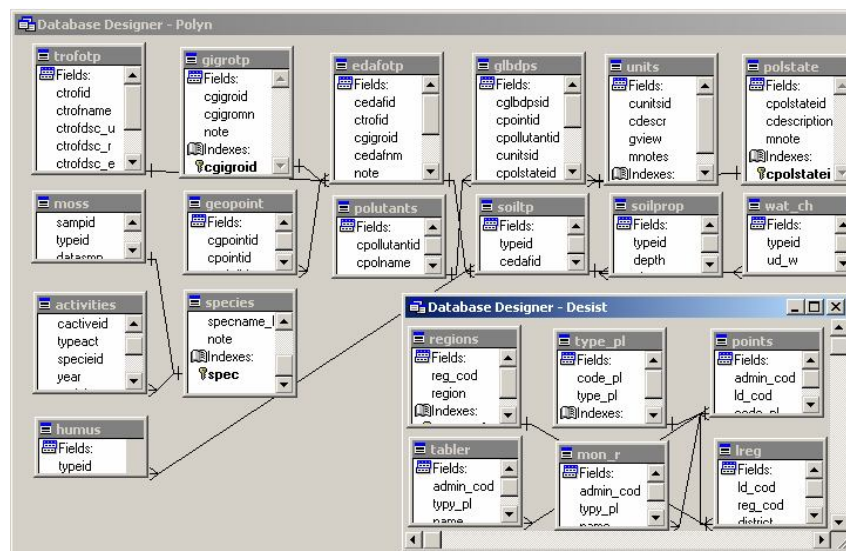 Database Designer - Polyn
trofotp
Fields:
ctrofid
ctrofname
ctrofdsc_u
ctrofdsc_r
ctrofdsc_e
gigrotp
Fields:
cgigroid
cgigromn
note
Indexes:
cgigroid
edafotp
Fields:
cedafid
ctrofid
cgigroid
cedafnm
note
glbdps
Fields:
cglbdpsid
cpointid
cpollutantid
cunitsid
cpolstateid
units
Fields:
cunitsid
cdescr
gview
mnotes
Indexes:
polstate
Fields:
cpolstateid
cdescription
mnote
Indexes:
cpolstatei
moss
sampid
typeid
datasmp
geopoint
Fields:
cgpointid
cpointid
polutants
Fields:
cpollutantid
cpolname
soiltp
Fields:
typeid
cedafid
soilprop
Fields:
typeid
depth
wat_ch
Fields:
typeid
ud_w
activities
cactiveid
typeact
specieid
year
species
specname_l
note
Indexes:
spec
humus
Fields:
typeid
Database Designer - Desist
regions
Fields:
reg_cod
region
Indexes:
type_pl
Fields:
code_pl
type_pl
Indexes:
points
Fields:
admin_cod
ld_cod
code_pl
tabler
Fields:
admin_cod
typy_pl
name
mon_r
Fields:
admin_cod
typy_pl
name
lreg
Fields:
ld_cod
reg_cod
district